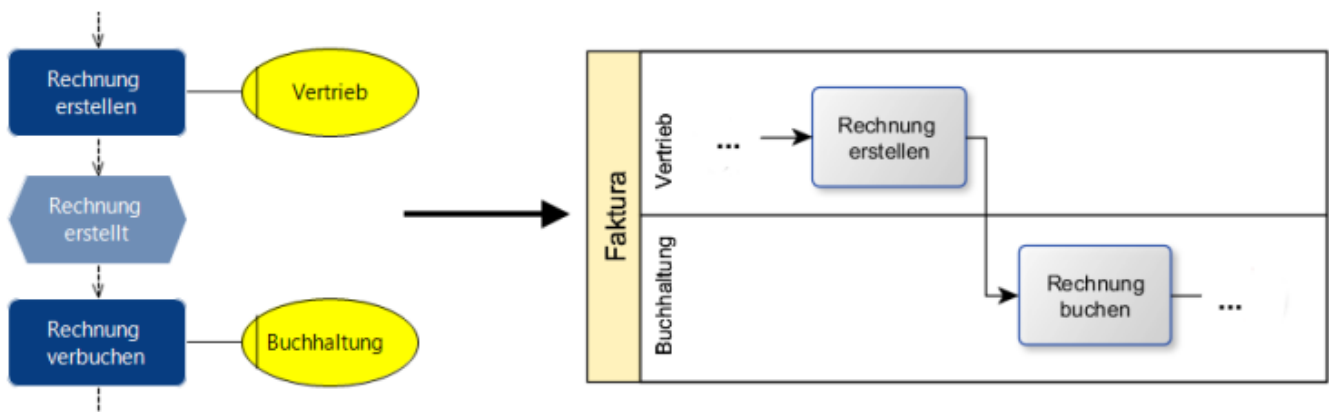 Rechnung
erstellen
Vertrieb
Rechnung
erstellt
Rechnung
verbuchen
Buchhaltung
Faktura
Vertrieb
...
Rechnung
erstellen
Buchhaltung
Rechnung
buchen
...